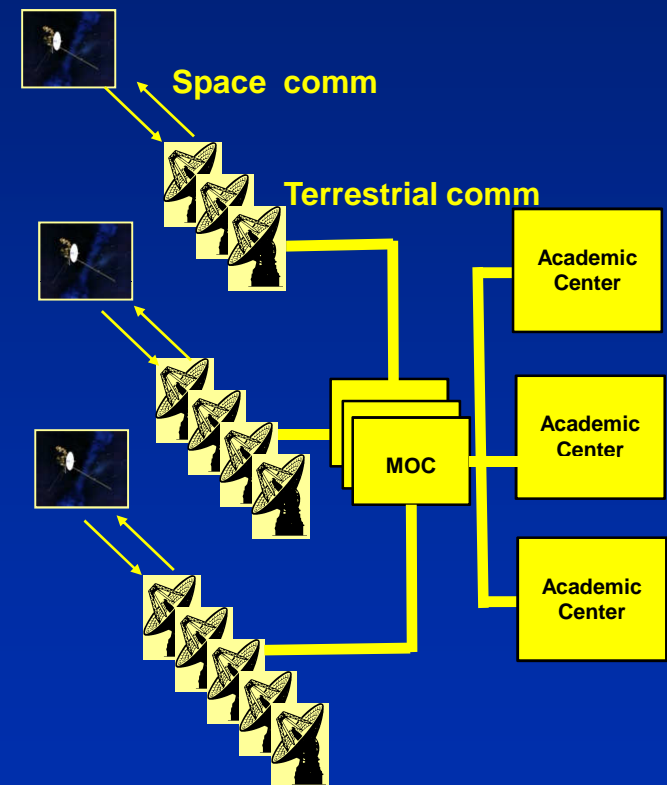 Space comm
Terrestrial comm
Academic
Center
Academic
Center
MOC
Academic
Center